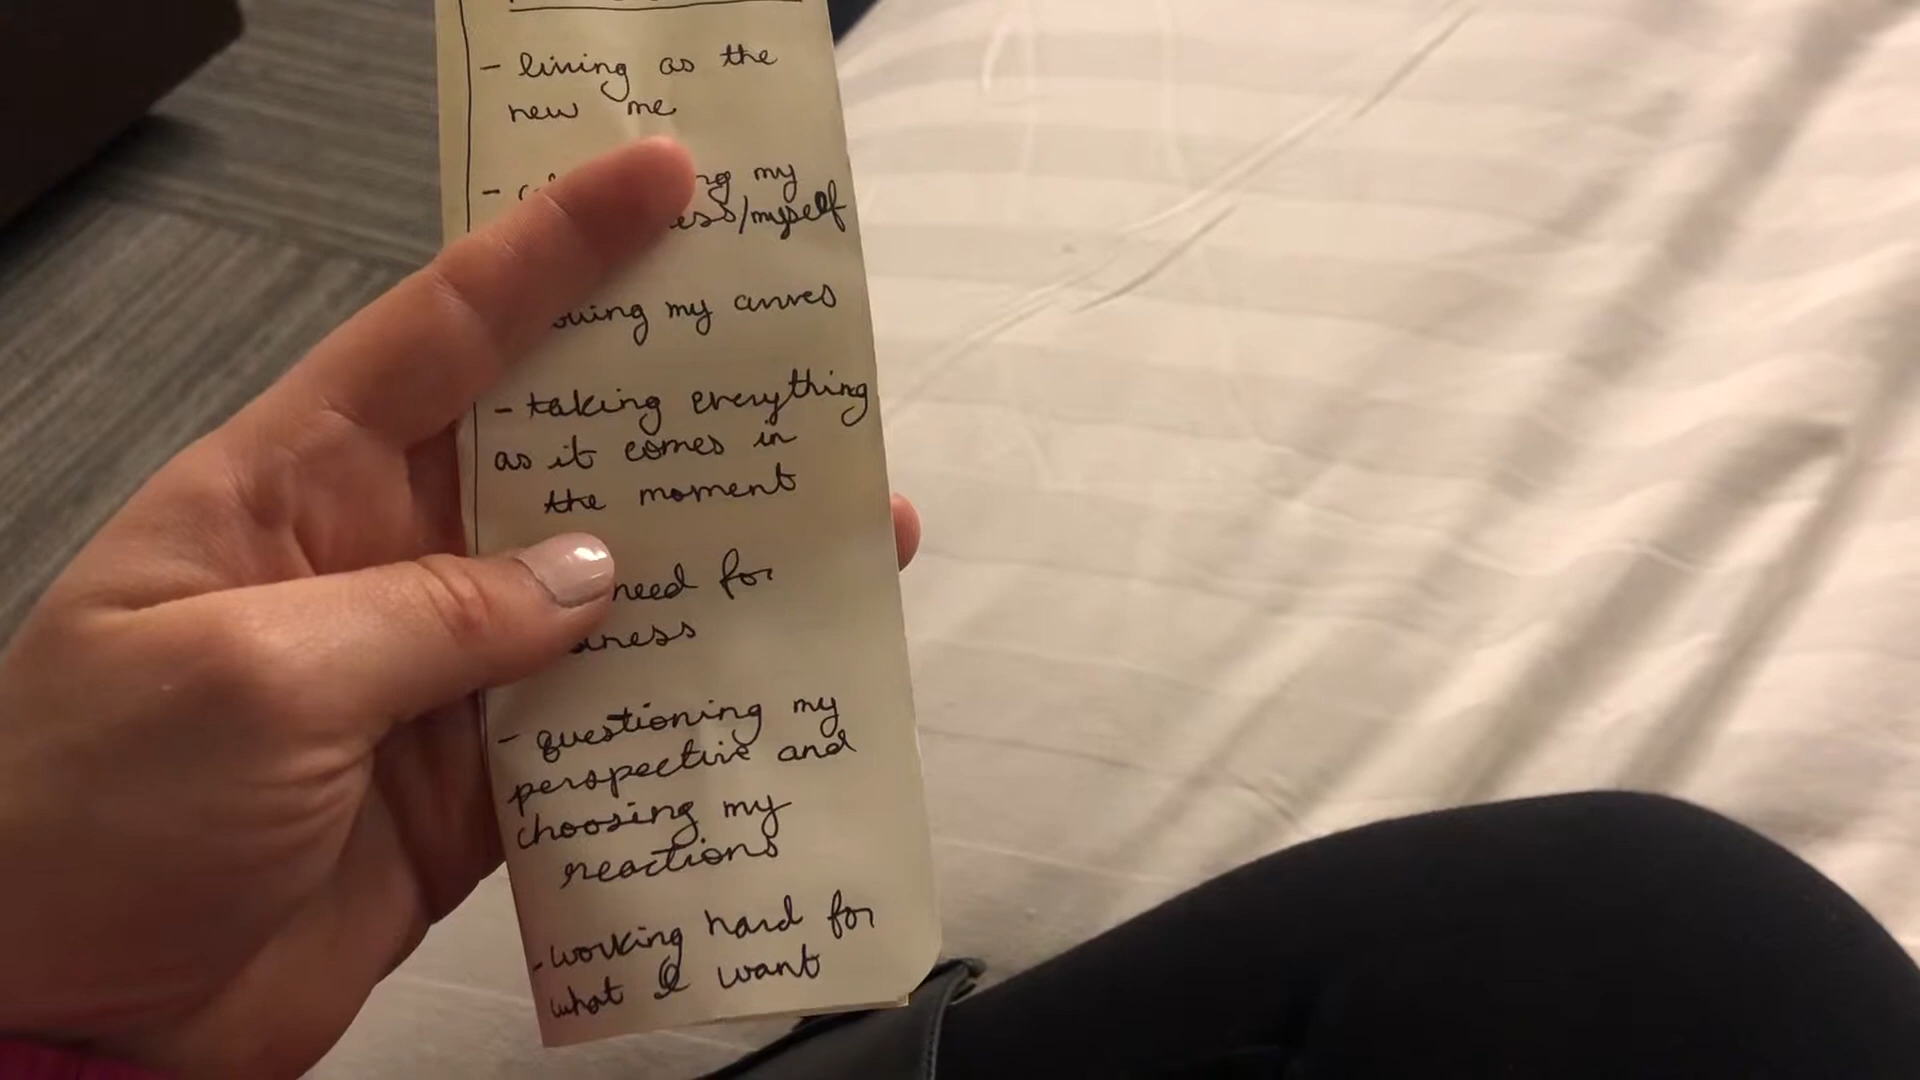 - living as the
new me
- my
/myself
my curves
- taking everything
as it comes in
the moment
need for
- questioning my
perspective and
choosing my
reactions
- working hard for
what I want